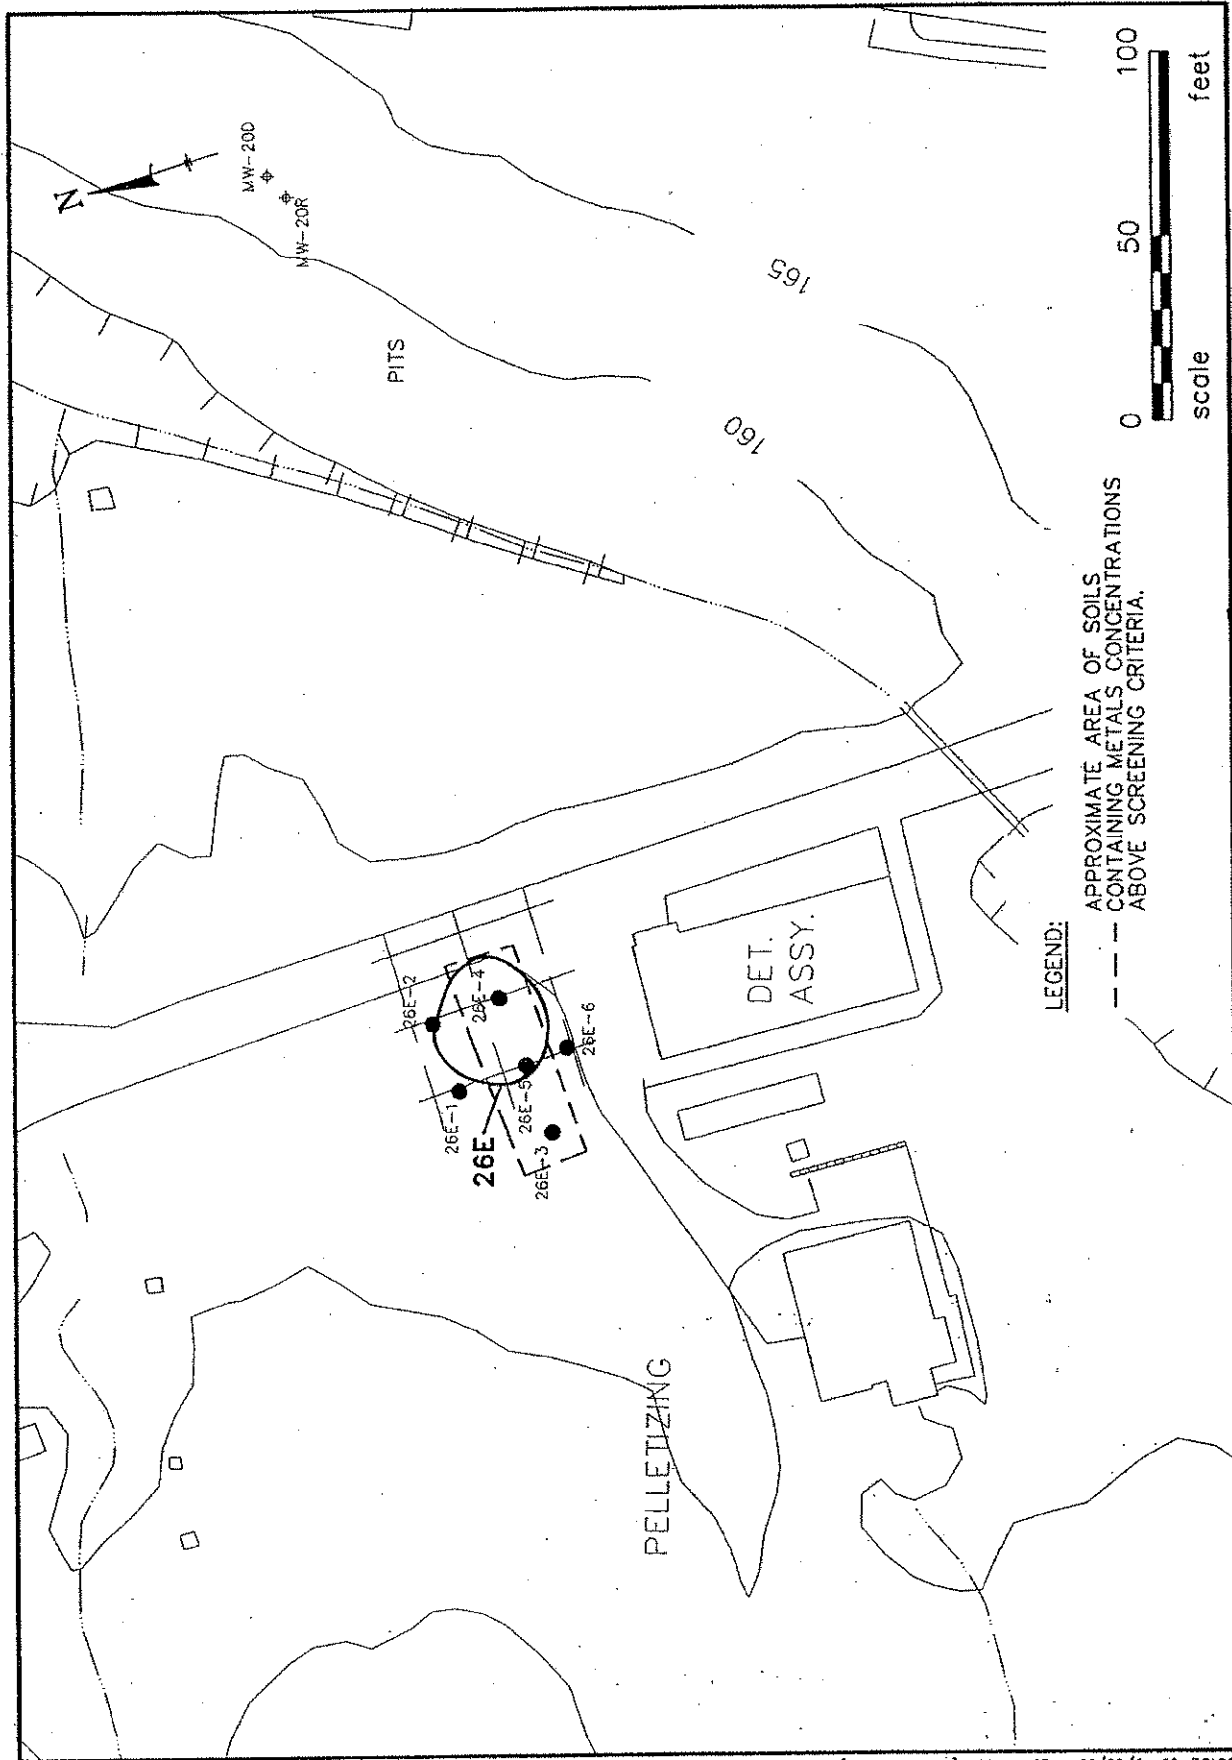 N
MW-20D
MW-20R
PITS
165
160
26E-2
26E-4
26E-1
26E-5
26E-6
26E
26E-3
DET.
ASSY.
PELLETIZING
LEGEND:
APPROXIMATE AREA OF SOILS
CONTAINING METALS CONCENTRATIONS
ABOVE SCREENING CRITERIA.
0 50 100
scale feet